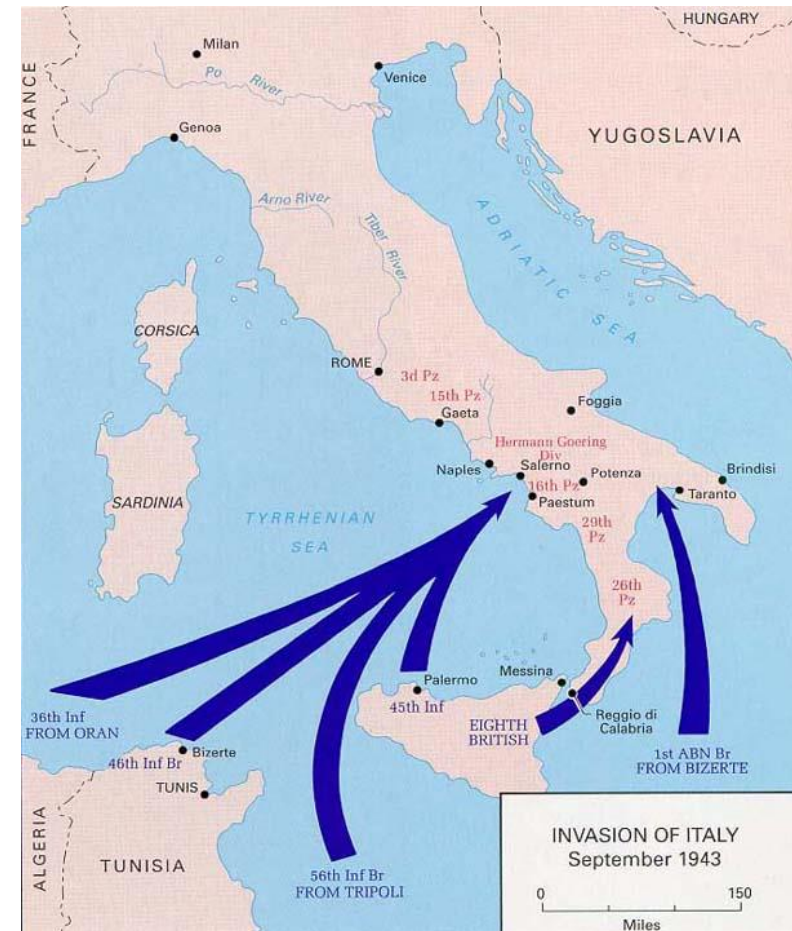 HUNGARY
Milan
Po
River
Venice
FRANCE
YUGOSLAVIA
Genoa
Arno River
Tiber
River
ADRIATIC SEA
CORSICA
ROME
3d Pz
15th Pz
Gaeta
Foggia
Hermann Goering
Div
Naples
Salerno
Potenza
Brindisi
16th Pz
Taranto
Paestum
SARDINIA
TYRRHENIAN
SEA
29th
Pz
26th
Pz
Messina
Palermo
45th Inf
36th Inf
FROM ORAN
EIGHTH
BRITISH
Reggio di
Calabria
46th Inf Br
Bizerte
1st ABN Br
FROM BIZERTE
TUNIS
ALGERIA
TUNISIA
56th Inf Br
FROM TRIPOLI
INVASION OF ITALY
September 1943
0
150
Miles